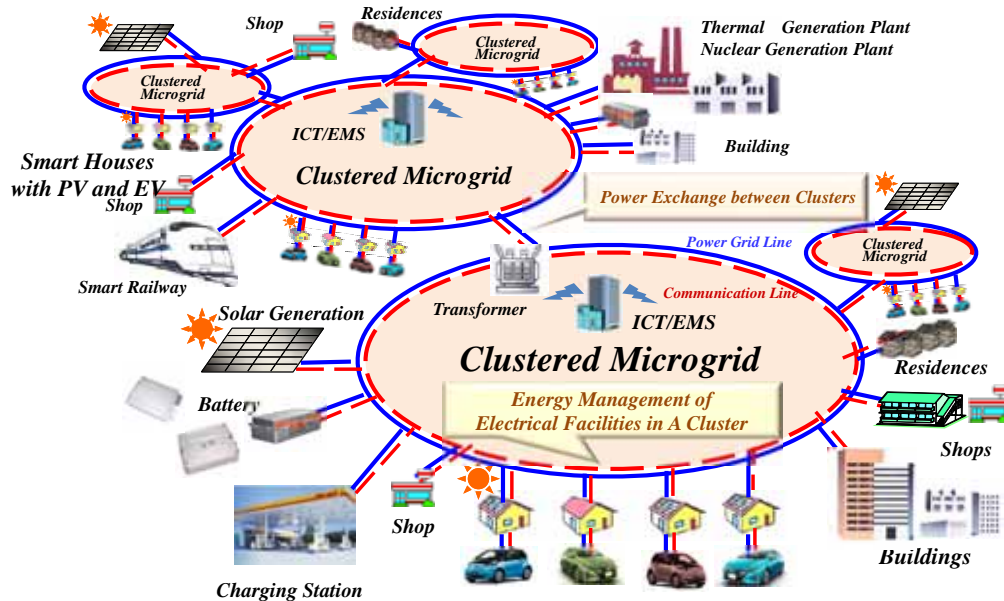 Shop
Residences
Thermal Generation Plant
Nuclear Generation Plant
Clustered
Microgrid
Clustered
Microgrid
ICT/EMS
Building
Clustered Microgrid
Smart Houses
with PV and EV
Shop
Power Exchange between Clusters
Power Grid Line
Clustered
Microgrid
Smart Railway
Transformer
Communication Line
ICT/EMS
Solar Generation
Clustered Microgrid
Residences
Battery
Energy Management of
Electrical Facilities in A Cluster
Shops
Shop
Buildings
Charging Station